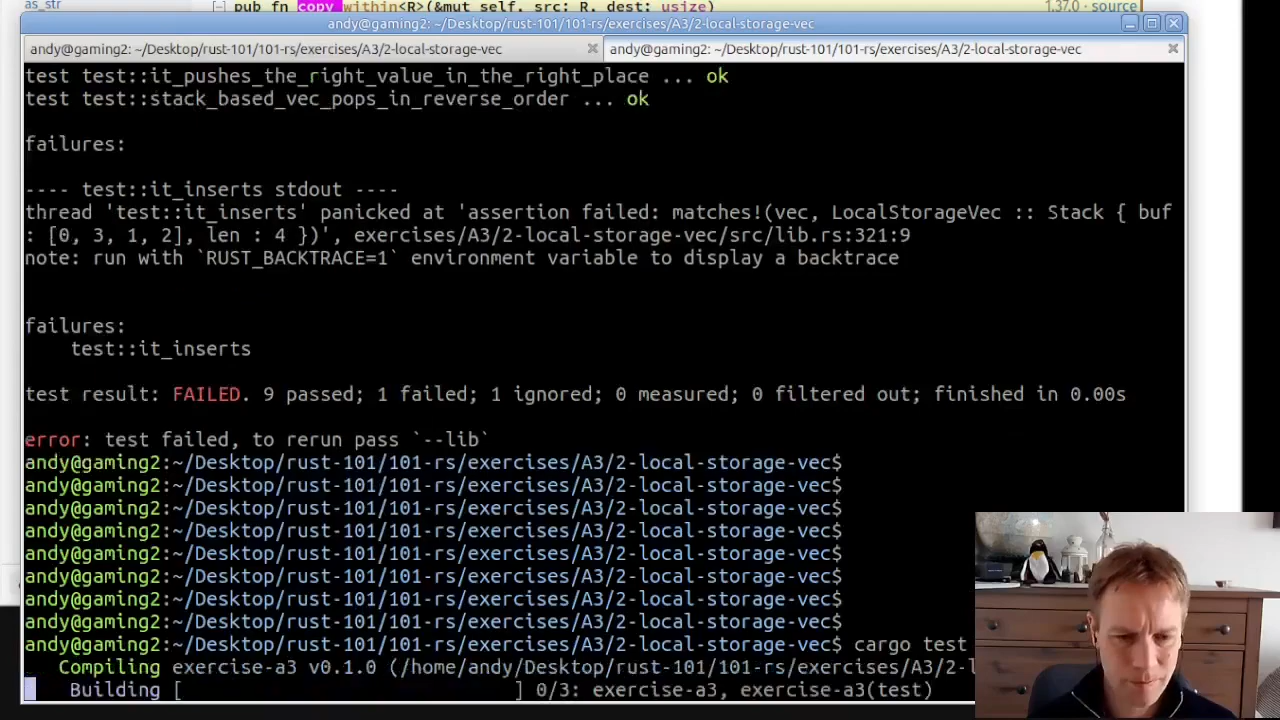 as_str
[−] pub fn copy_within<R>(&mut self, src: R, dest: usize)
1.37.0 · source
andy@gaming2: ~/Desktop/rust-101/101-rs/exercises/A3/2-local-storage-vec
andy@gaming2: ~/Desktop/rust-101/101-rs/exercises/A3/2-local-storage-vec
andy@gaming2: ~/Desktop/rust-101/101-rs/exercises/A3/2-local-storage-vec
test test::it_pushes_the_right_value_in_the_right_place ... ok
test test::stack_based_vec_pops_in_reverse_order ... ok
failures:
---- test::it_inserts stdout ----
thread 'test::it_inserts' panicked at 'assertion failed: matches!(vec, LocalStorageVec :: Stack { buf
: [0, 3, 1, 2], len : 4 })', exercises/A3/2-local-storage-vec/src/lib.rs:321:9
note: run with `RUST_BACKTRACE=1` environment variable to display a backtrace
failures:
test::it_inserts
test result: FAILED. 9 passed; 1 failed; 1 ignored; 0 measured; 0 filtered out; finished in 0.00s
error: test failed, to rerun pass `--lib`
andy@gaming2:~/Desktop/rust-101/101-rs/exercises/A3/2-local-storage-vec$
andy@gaming2:~/Desktop/rust-101/101-rs/exercises/A3/2-local-storage-vec$
andy@gaming2:~/Desktop/rust-101/101-rs/exercises/A3/2-local-storage-vec$
andy@gaming2:~/Desktop/rust-101/101-rs/exercises/A3/2-local-storage-vec$
andy@gaming2:~/Desktop/rust-101/101-rs/exercises/A3/2-local-storage-vec$
andy@gaming2:~/Desktop/rust-101/101-rs/exercises/A3/2-local-storage-vec$
andy@gaming2:~/Desktop/rust-101/101-rs/exercises/A3/2-local-storage-vec$
andy@gaming2:~/Desktop/rust-101/101-rs/exercises/A3/2-local-storage-vec$
andy@gaming2:~/Desktop/rust-101/101-rs/exercises/A3/2-local-storage-vec$ cargo test
Compiling exercise-a3 v0.1.0 (/home/andy/Desktop/rust-101/101-rs/exercises/A3/2-l
Building [ ] 0/3: exercise-a3, exercise-a3(test)